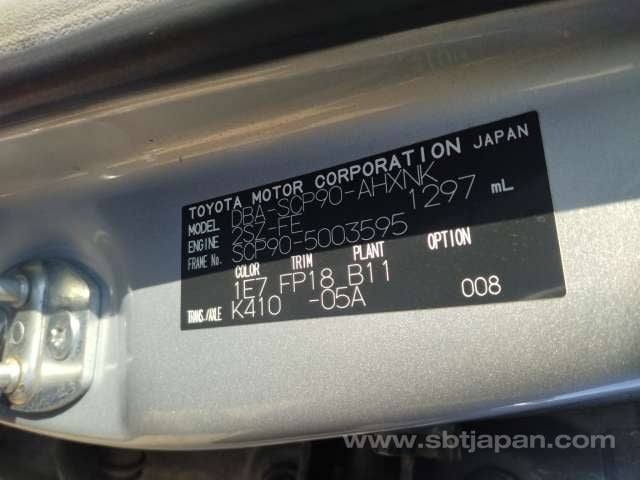 TOYOTA MOTOR CORPORATION JAPAN
MODEL DBA-SCP90-AHXNK
ENGINE 2SZ-FE 1297 mL
FRAME No. SCP90-5003595
COLOR TRIM PLANT OPTION
1E7 FP18 B11
TRANS./AXLE K410 -05A 008
www.sbtjapan.com